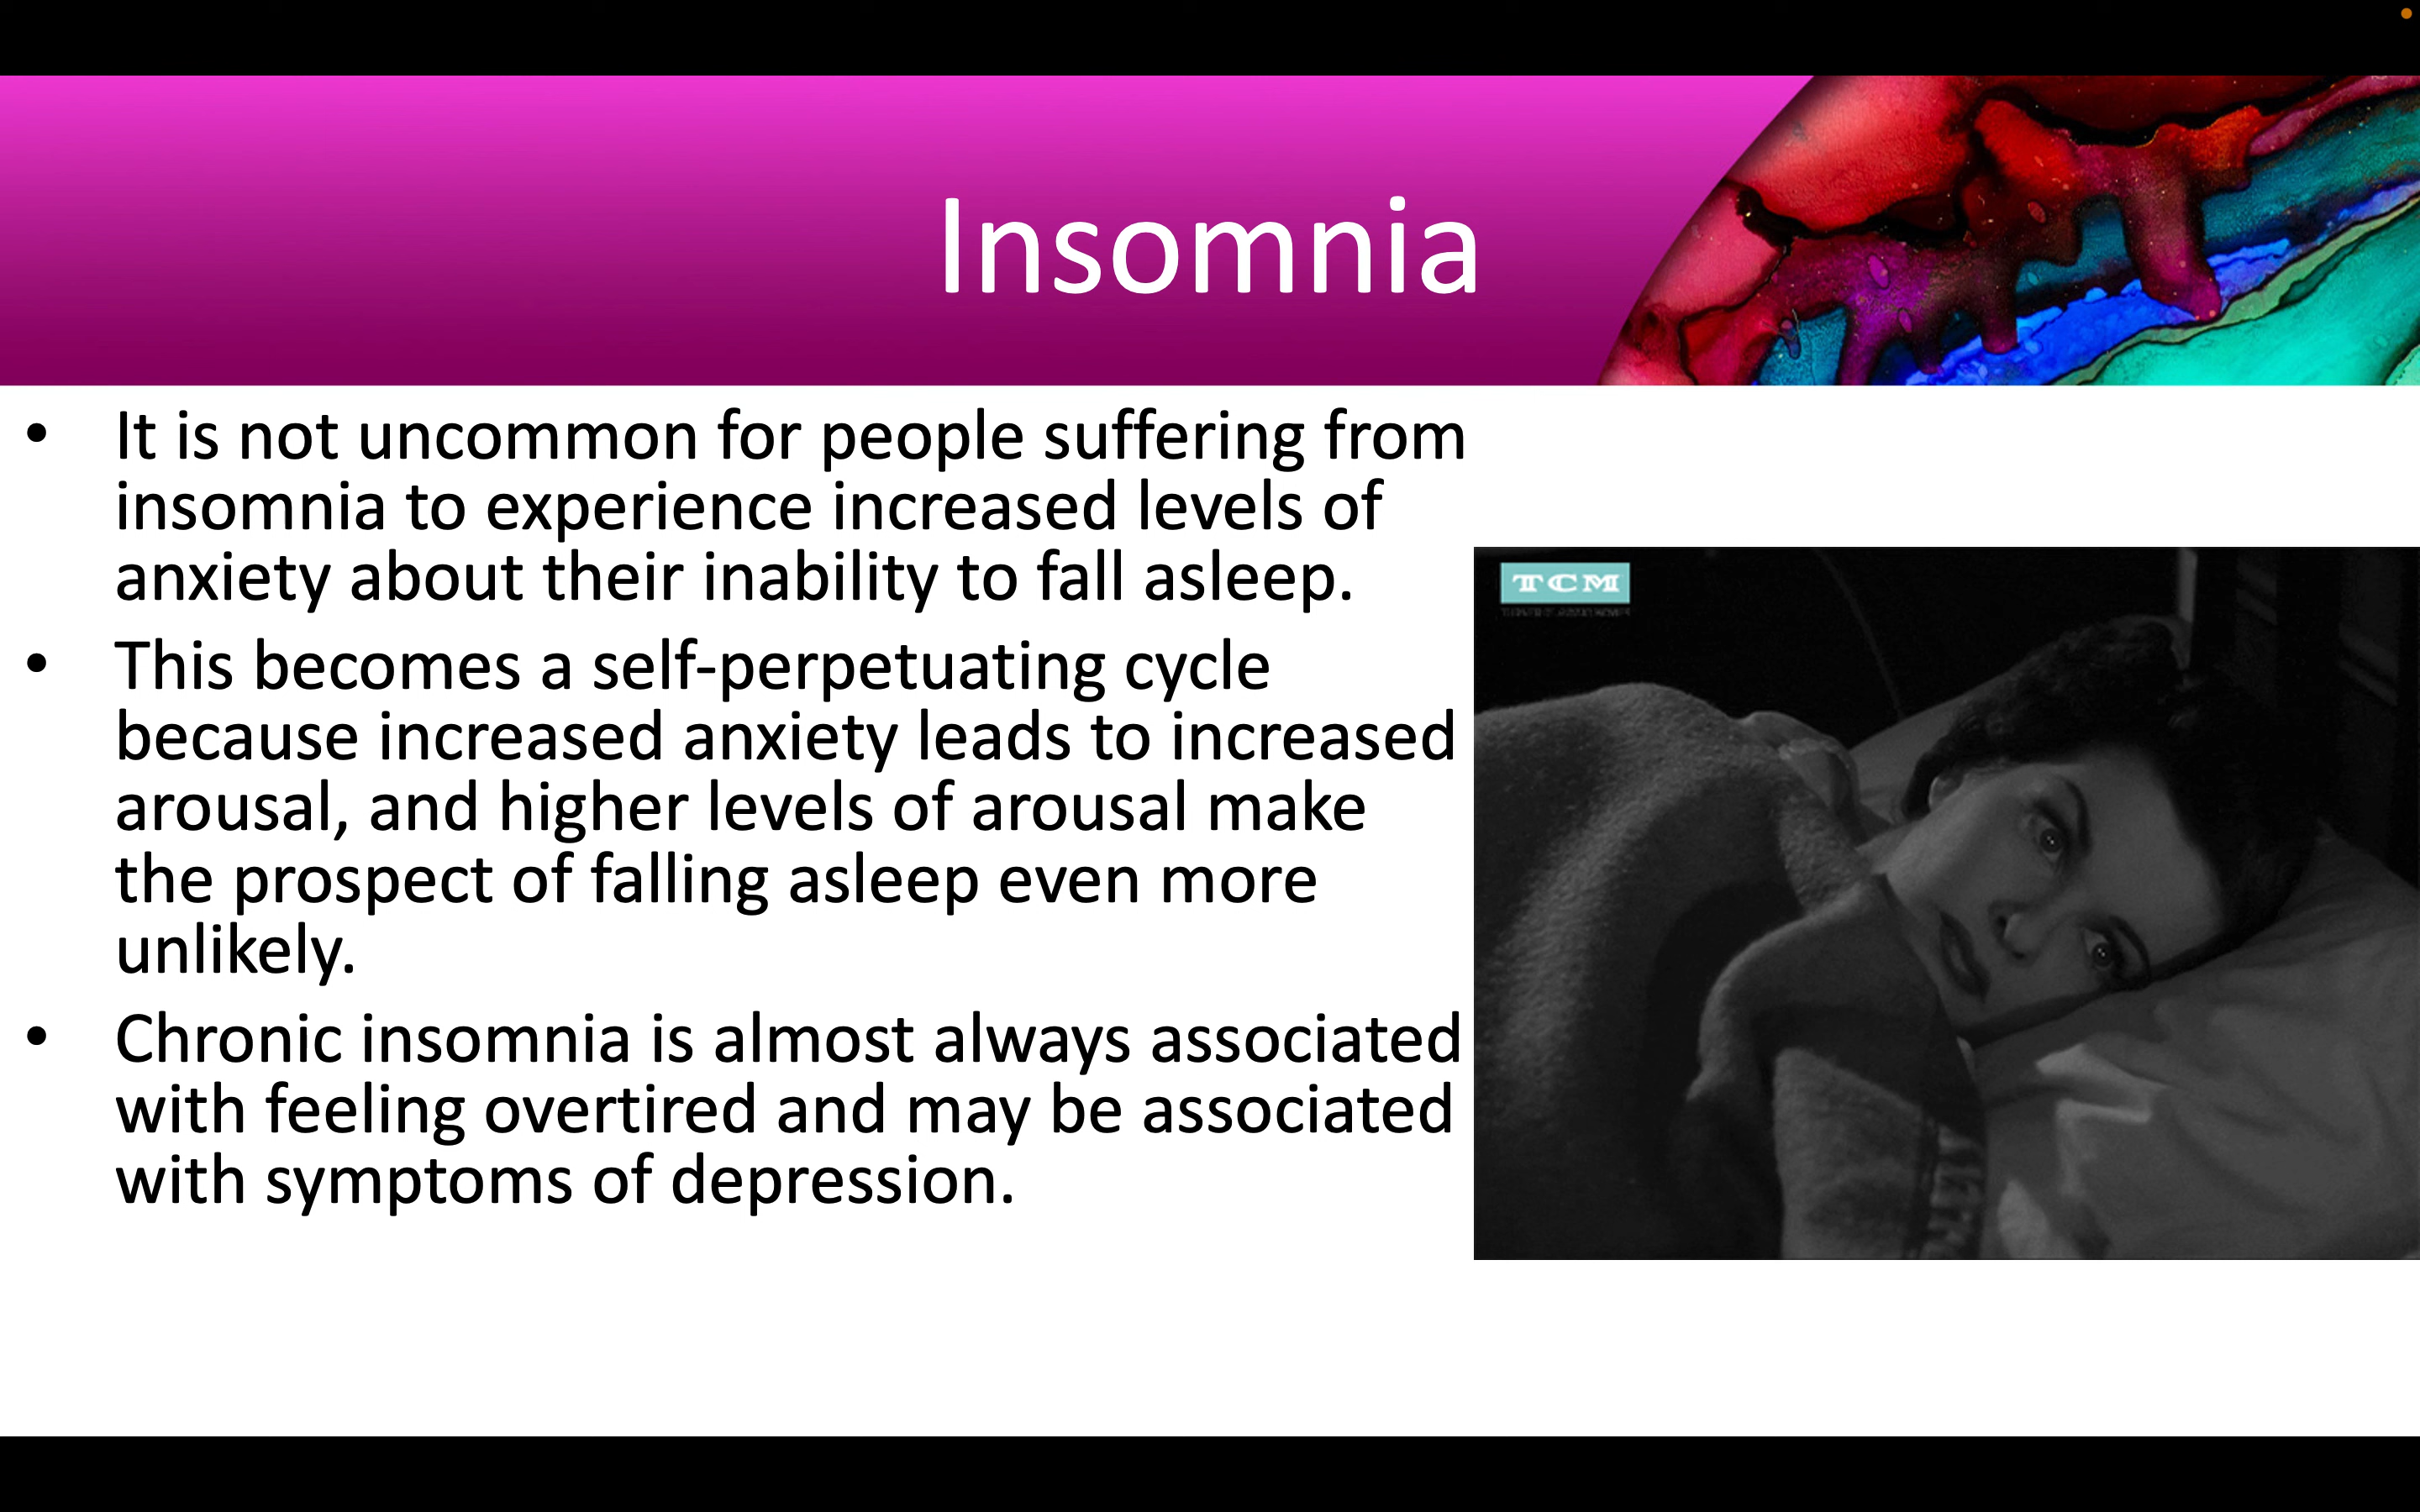 Insomnia
• It is not uncommon for people suffering from
insomnia to experience increased levels of
anxiety about their inability to fall asleep.
• This becomes a self-perpetuating cycle
because increased anxiety leads to increased
arousal, and higher levels of arousal make
the prospect of falling asleep even more
unlikely.
• Chronic insomnia is almost always associated
with feeling overtired and may be associated
with symptoms of depression.
TCM
TURNER CLASSIC MOVIES